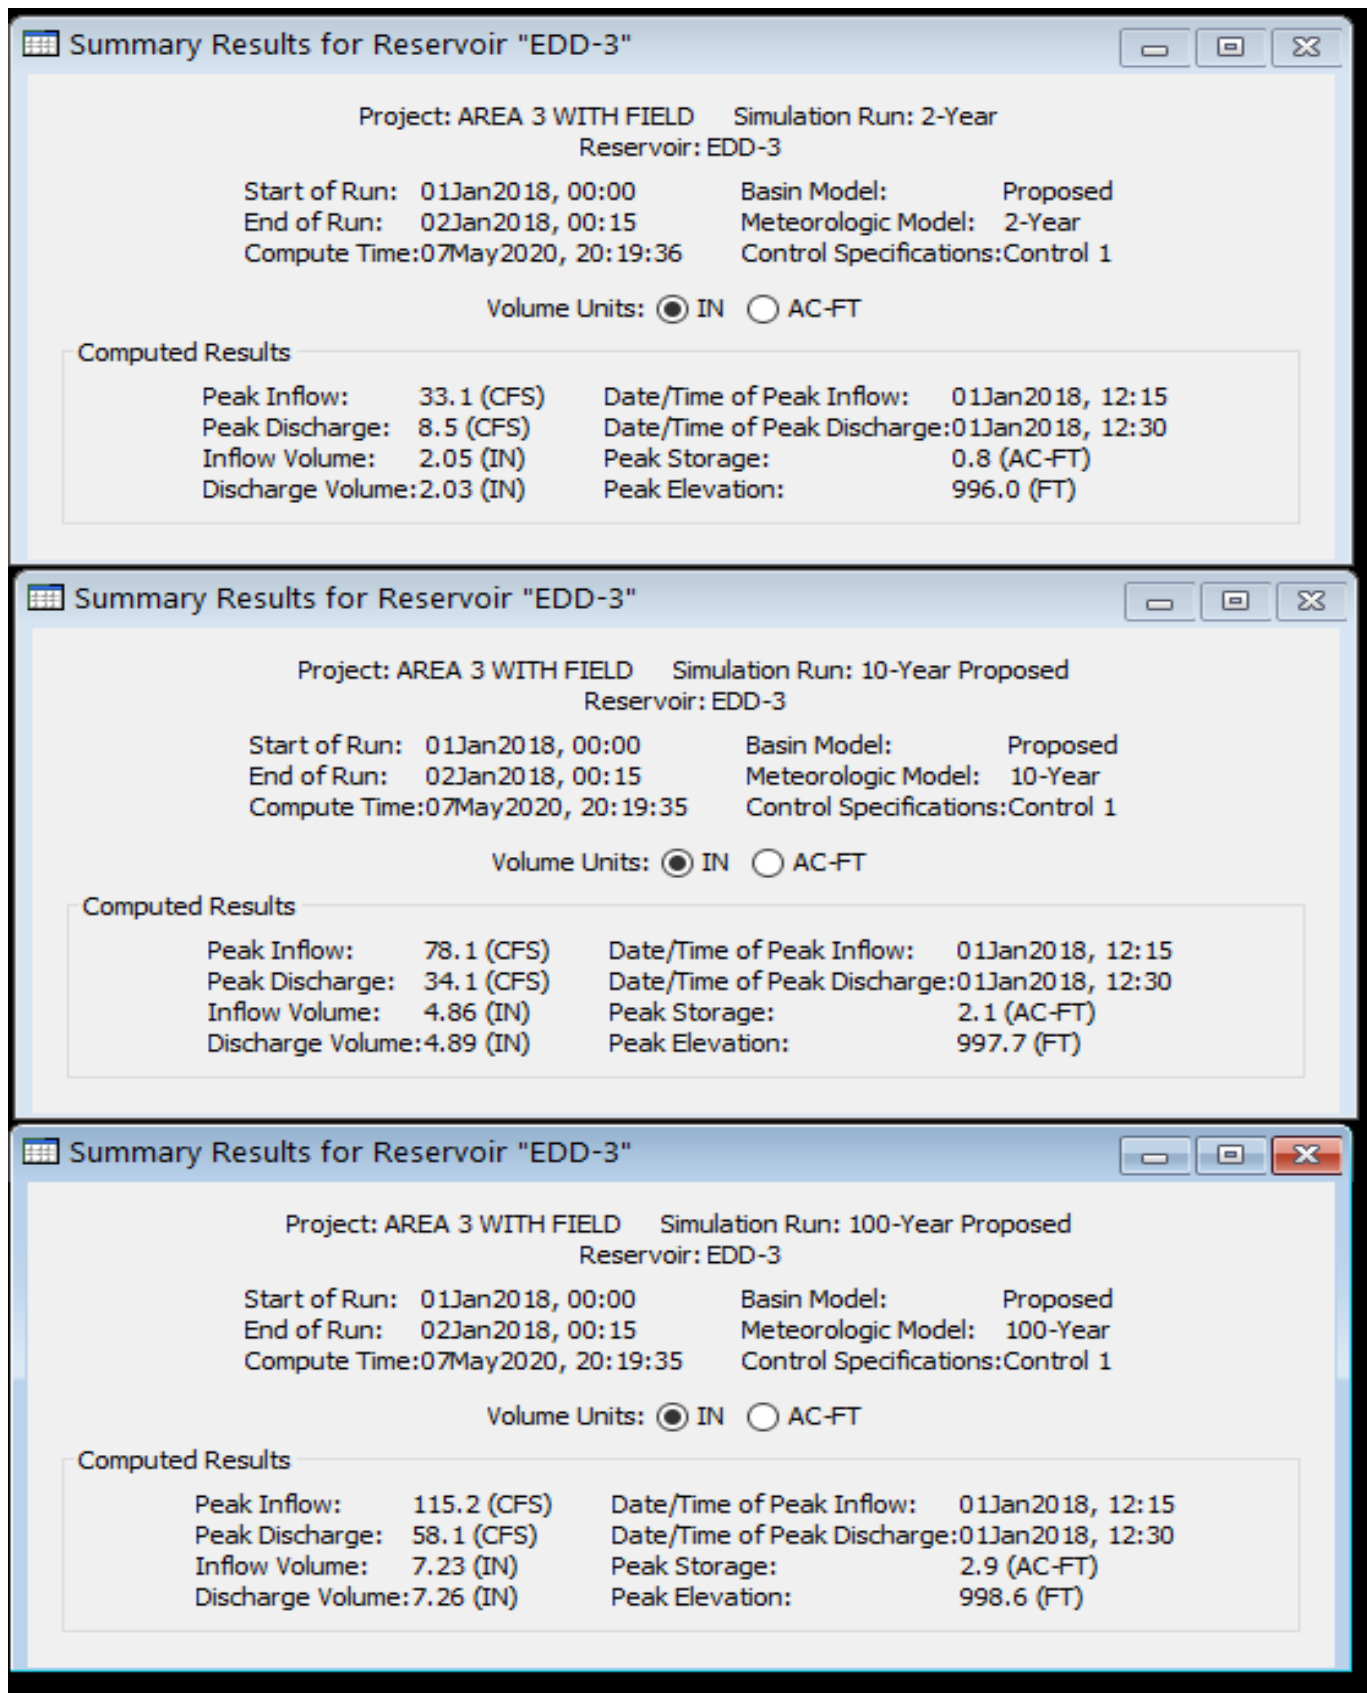 Summary Results for Reservoir "EDD-3"
Project: AREA 3 WITH FIELD Simulation Run: 2-Year
Reservoir: EDD-3
Start of Run: 01Jan2018, 00:00 Basin Model: Proposed
End of Run: 02Jan2018, 00:15 Meteorologic Model: 2-Year
Compute Time:07May2020, 20:19:36 Control Specifications:Control 1
Volume Units: IN AC-FT
Computed Results
Peak Inflow: 33.1 (CFS) Date/Time of Peak Inflow: 01Jan2018, 12:15
Peak Discharge: 8.5 (CFS) Date/Time of Peak Discharge:01Jan2018, 12:30
Inflow Volume: 2.05 (IN) Peak Storage: 0.8 (AC-FT)
Discharge Volume:2.03 (IN) Peak Elevation: 996.0 (FT)
Summary Results for Reservoir "EDD-3"
Project: AREA 3 WITH FIELD Simulation Run: 10-Year Proposed
Reservoir: EDD-3
Start of Run: 01Jan2018, 00:00 Basin Model: Proposed
End of Run: 02Jan2018, 00:15 Meteorologic Model: 10-Year
Compute Time:07May2020, 20:19:35 Control Specifications:Control 1
Volume Units: IN AC-FT
Computed Results
Peak Inflow: 78.1 (CFS) Date/Time of Peak Inflow: 01Jan2018, 12:15
Peak Discharge: 34.1 (CFS) Date/Time of Peak Discharge:01Jan2018, 12:30
Inflow Volume: 4.86 (IN) Peak Storage: 2.1 (AC-FT)
Discharge Volume:4.89 (IN) Peak Elevation: 997.7 (FT)
Summary Results for Reservoir "EDD-3"
Project: AREA 3 WITH FIELD Simulation Run: 100-Year Proposed
Reservoir: EDD-3
Start of Run: 01Jan2018, 00:00 Basin Model: Proposed
End of Run: 02Jan2018, 00:15 Meteorologic Model: 100-Year
Compute Time:07May2020, 20:19:35 Control Specifications:Control 1
Volume Units: IN AC-FT
Computed Results
Peak Inflow: 115.2 (CFS) Date/Time of Peak Inflow: 01Jan2018, 12:15
Peak Discharge: 58.1 (CFS) Date/Time of Peak Discharge:01Jan2018, 12:30
Inflow Volume: 7.23 (IN) Peak Storage: 2.9 (AC-FT)
Discharge Volume:7.26 (IN) Peak Elevation: 998.6 (FT)